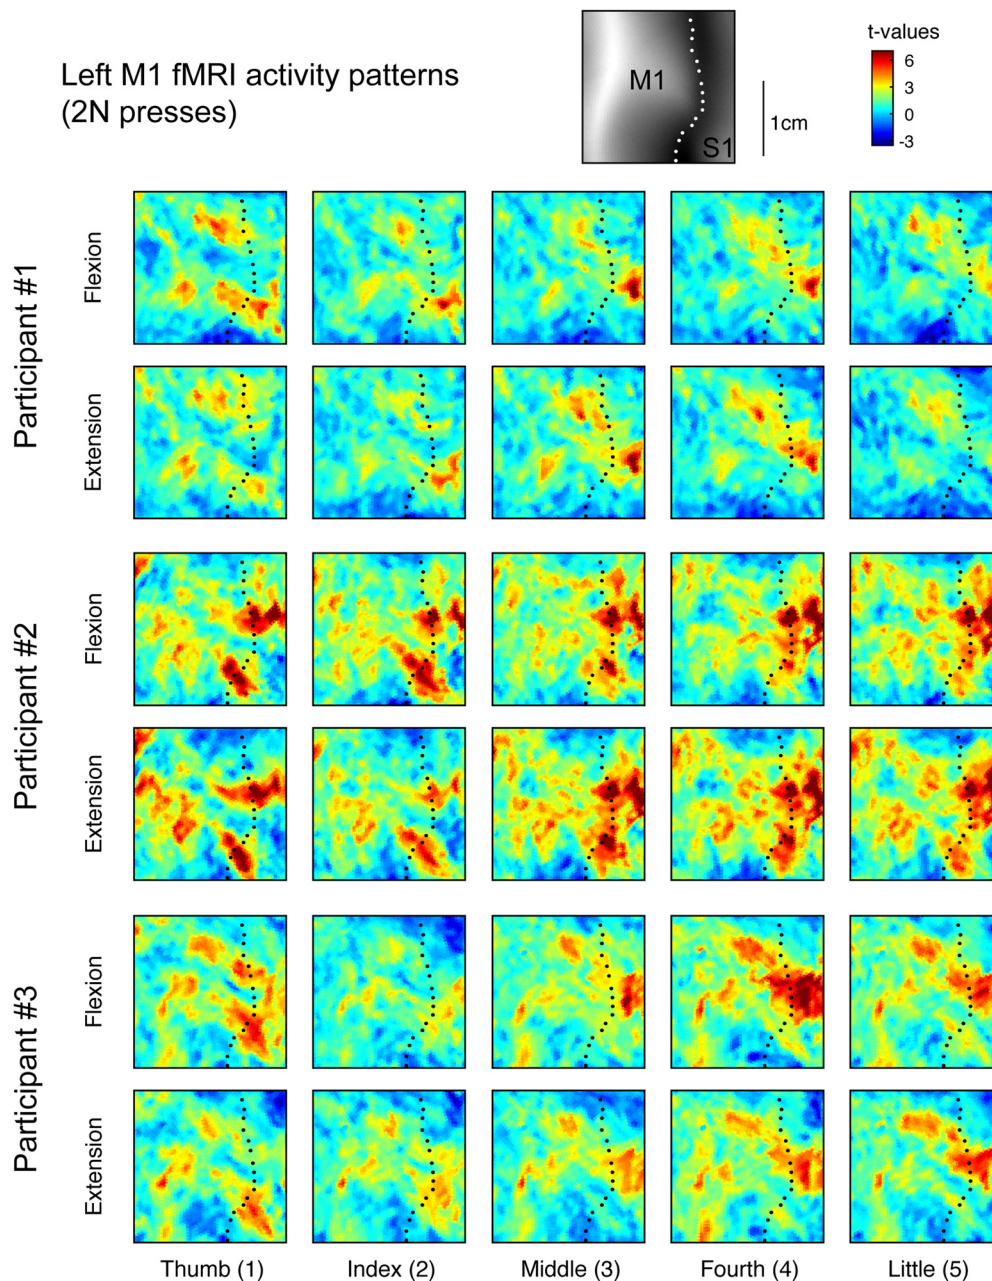 Left M1 fMRI activity patterns
(2N presses)
M1
S1
1cm
t-values
6
3
0
-3
Participant #1
Flexion
Extension
Participant #2
Flexion
Extension
Participant #3
Flexion
Extension
Thumb (1)
Index (2)
Middle (3)
Fourth (4)
Little (5)